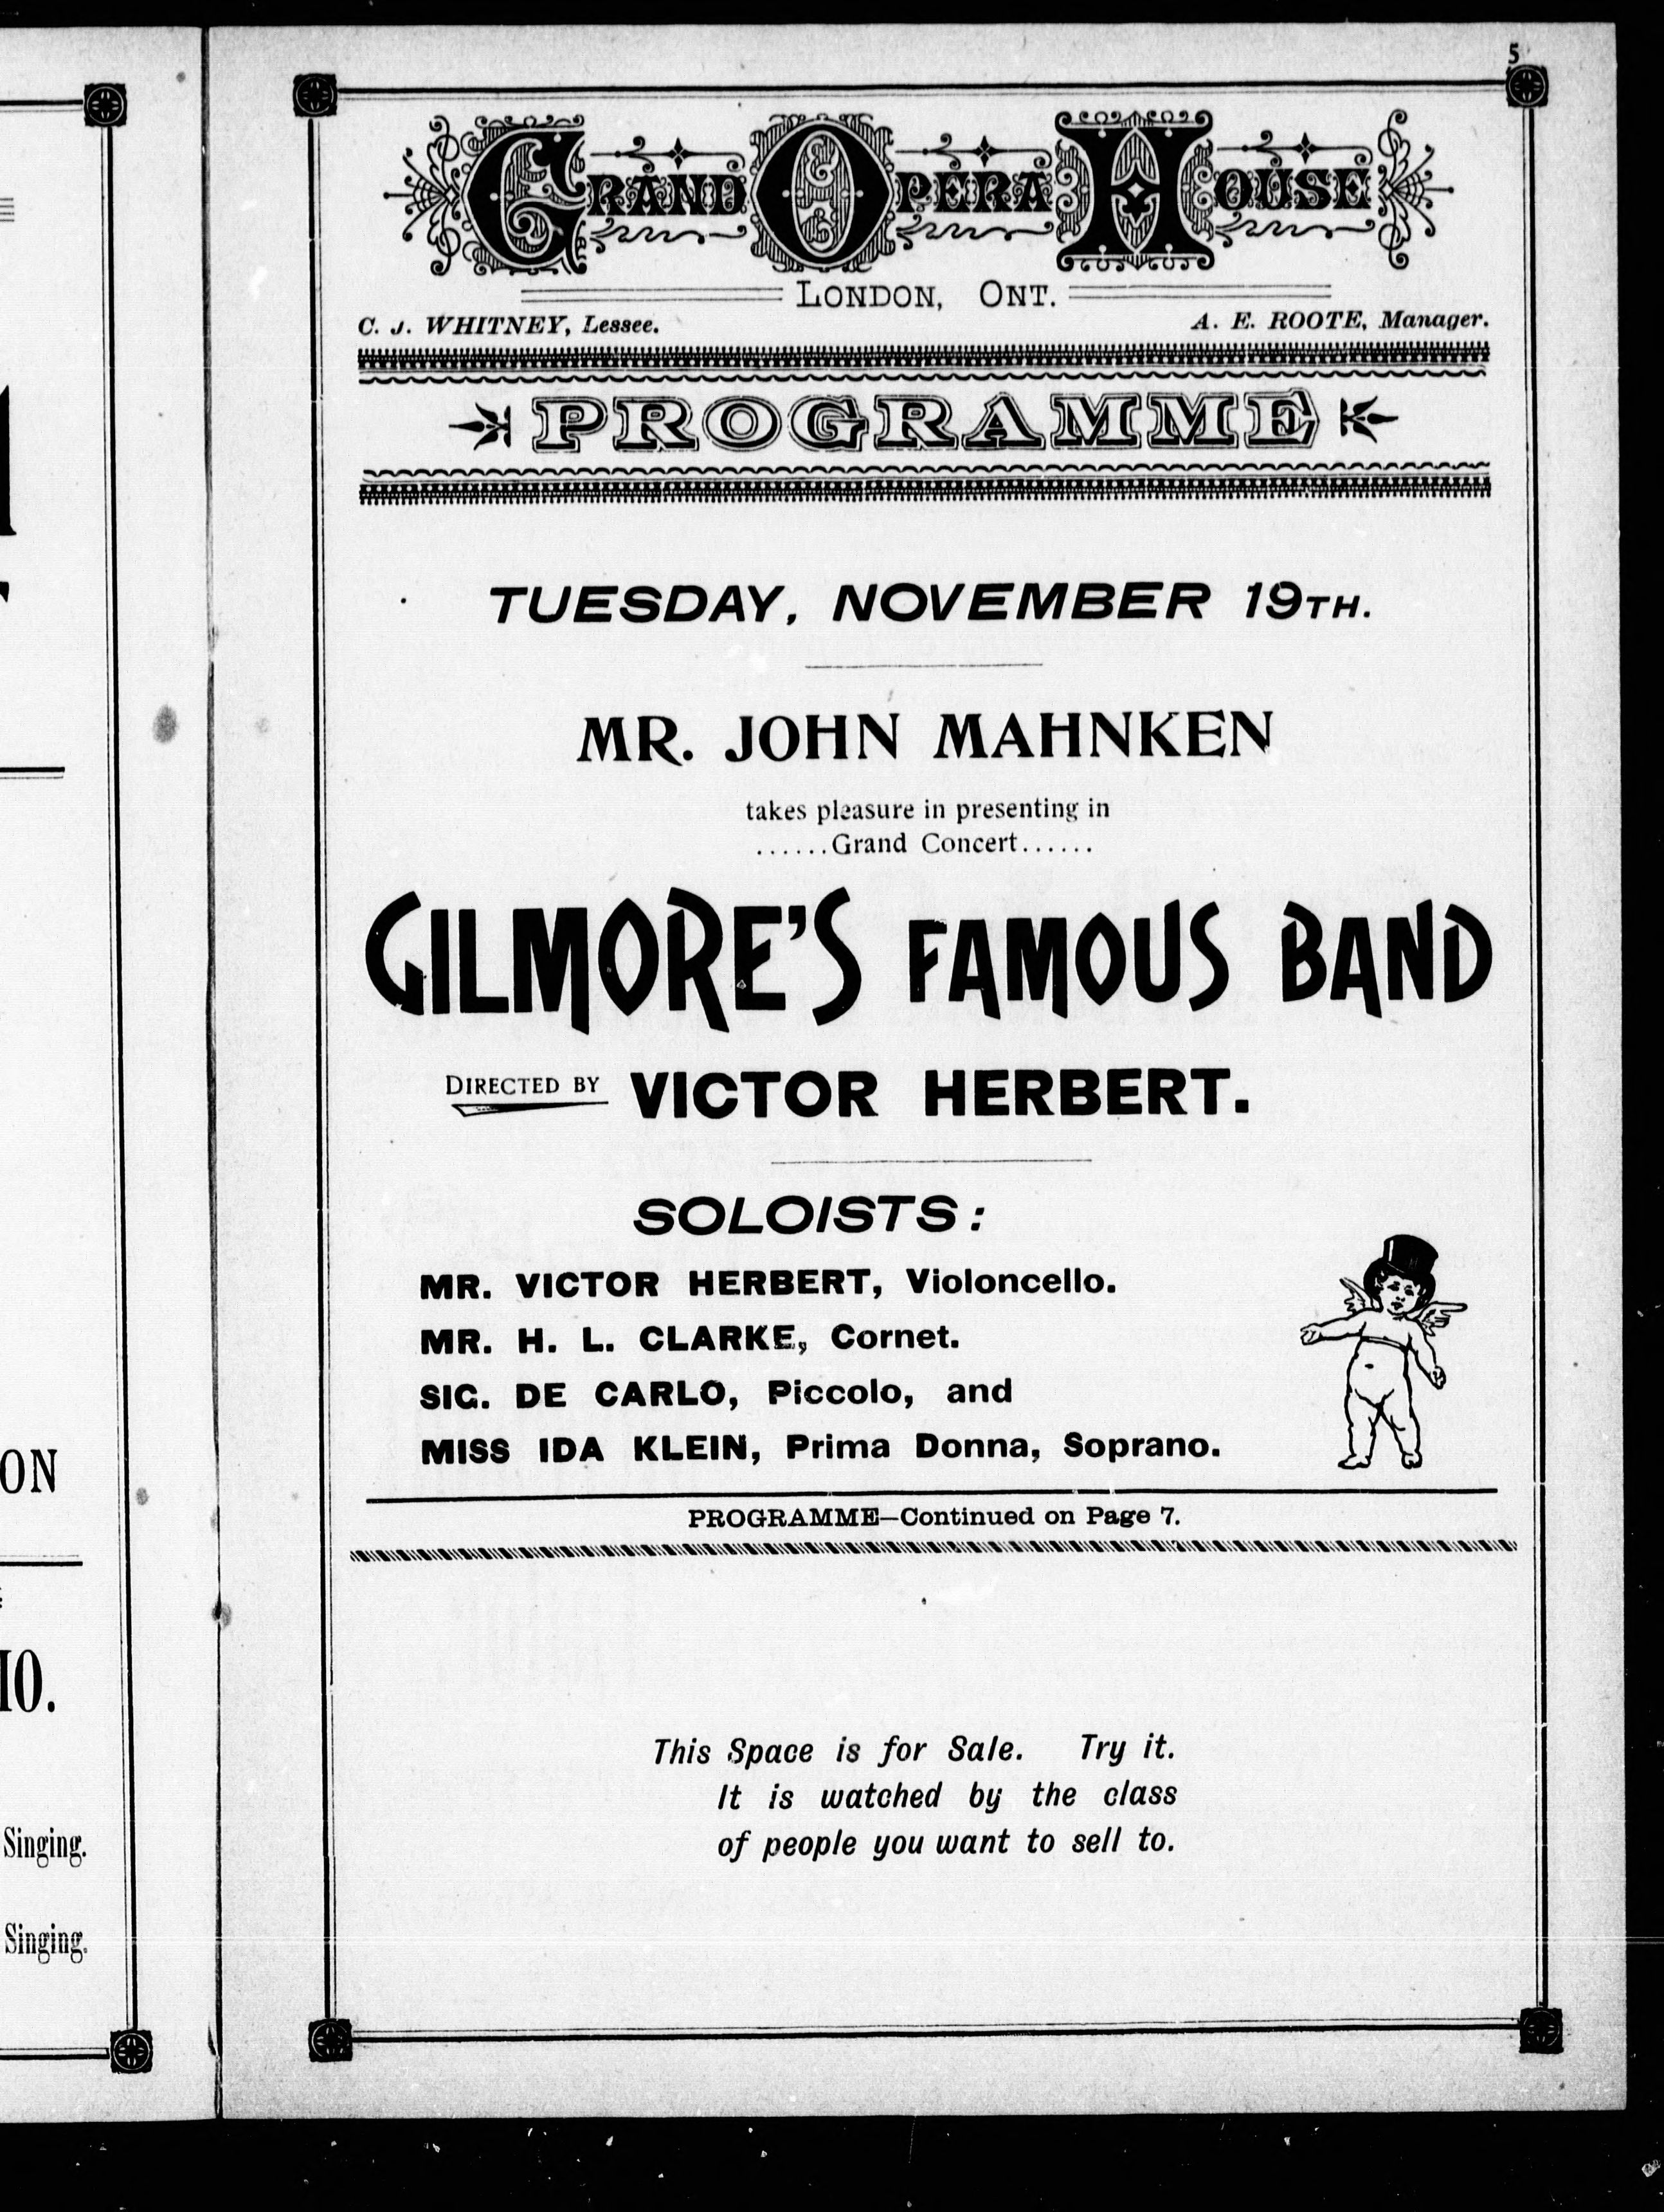 ON
IO.
Singing.
Singing.
5
GRAND OPERA HOUSE
LONDON, ONT.
C. J. WHITNEY, Lessee. A. E. ROOTE, Manager.
PROGRAMME
TUESDAY, NOVEMBER 19TH.
MR. JOHN MAHNKEN
takes pleasure in presenting in
......Grand Concert......
GILMORE'S FAMOUS BAND
DIRECTED BY VICTOR HERBERT.
SOLOISTS:
MR. VICTOR HERBERT, Violoncello.
MR. H. L. CLARKE, Cornet.
SIG. DE CARLO, Piccolo, and
MISS IDA KLEIN, Prima Donna, Soprano.
PROGRAMME—Continued on Page 7.
This Space is for Sale. Try it.
It is watched by the class
of people you want to sell to.